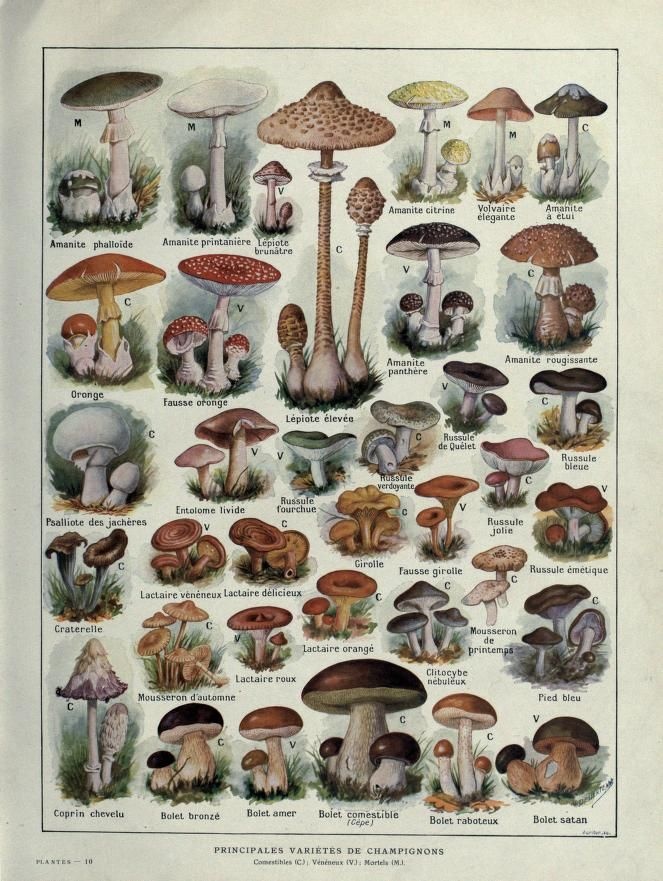 M
M
M
M
C
V
C
Amanite phalloïde
Amanite printanière
Lépiote
brunâtre
Amanite citrine
Volvaire
élegante
Amanite
à étui
C
V
V
C
Oronge
Fausse oronge
Lépiote élevée
Amanite
panthère
Amanite rougissante
C
V
V
C
V
C
Psalliote des jachères
Entolome livide
Russule
fourchue
Russule
verdoyante
Russule
de Quélet
Russule
bleue
C
V
C
C
V
C
V
Craterelle
Lactaire vénéneux
Lactaire délicieux
Girolle
Fausse girolle
Russule
jolie
Russule émétique
C
V
C
C
C
C
Mousseron d'automne
Lactaire roux
Lactaire orangé
Clitocybe
nébuleux
Mousseron
de
printemps
Pied bleu
C
C
V
C
C
V
Coprin chevelu
Bolet bronzé
Bolet amer
Bolet comestible
(Cèpe)
Bolet raboteux
Bolet satan
PRINCIPALES VARIÉTÉS DE CHAMPIGNONS
PLANTES — 10
Comestibles (C.) ; Vénéneux (V.) ; Mortels (M.).